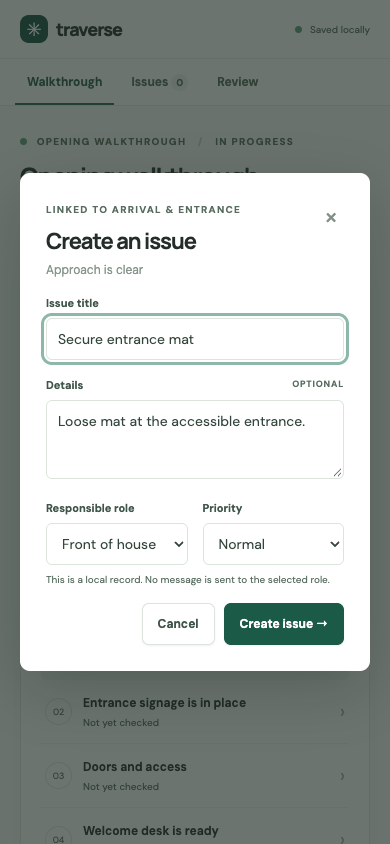 traverse
Saved locally
Walkthrough Issues 0 Review
OPENING WALKTHROUGH / IN PROGRESS
Opening walkthrough
LINKED TO ARRIVAL & ENTRANCE
×
Create an issue
Approach is clear
Issue title
Secure entrance mat
Details OPTIONAL
Loose mat at the accessible entrance.
Responsible role Priority
Front of house Normal
This is a local record. No message is sent to the selected role.
Cancel Create issue →
02 Entrance signage is in place
Not yet checked
03 Doors and access
Not yet checked
04 Welcome desk is ready